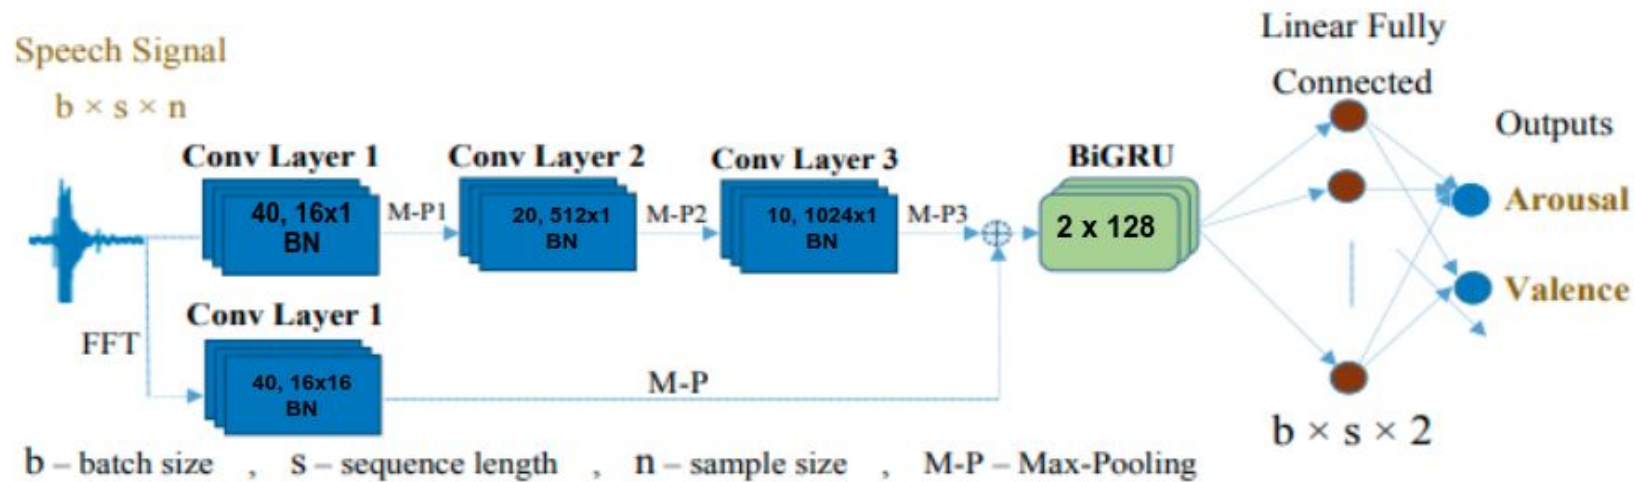 Speech Signal
b × s × n
Linear Fully
Connected
Outputs
Conv Layer 1
Conv Layer 2
Conv Layer 3
BiGRU
40, 16x1
BN
M-P1
20, 512x1
BN
M-P2
10, 1024x1
BN
M-P3
2 x 128
Arousal
Valence
FFT
Conv Layer 1
40, 16x16
BN
M-P
b × s × 2
b – batch size , s – sequence length , n – sample size , M-P – Max-Pooling